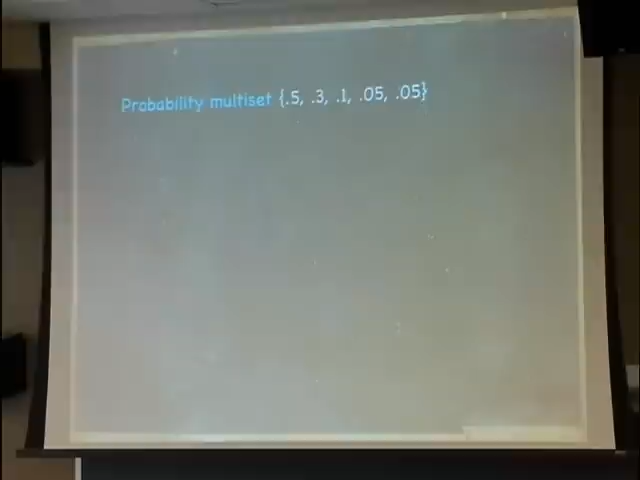 Probability multiset {.5, .3, .1, .05, .05}